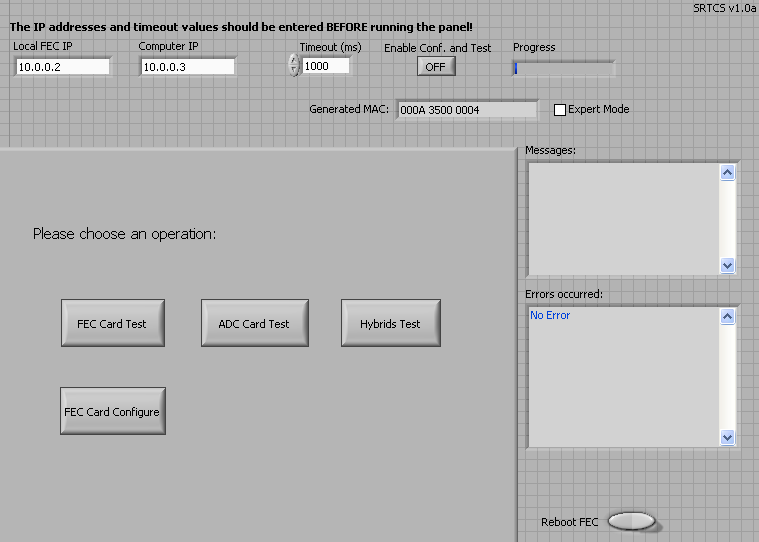 SRTCS v1.0a
The IP addresses and timeout values should be entered BEFORE running the panel!
Local FEC IP
Computer IP
Timeout (ms)
Enable Conf. and Test
Progress
10.0.0.2
10.0.0.3
1000
OFF
Generated MAC:
000A 3500 0004
Expert Mode
Messages:
Please choose an operation:
FEC Card Test
ADC Card Test
Hybrids Test
FEC Card Configure
Errors occurred:
No Error
Reboot FEC